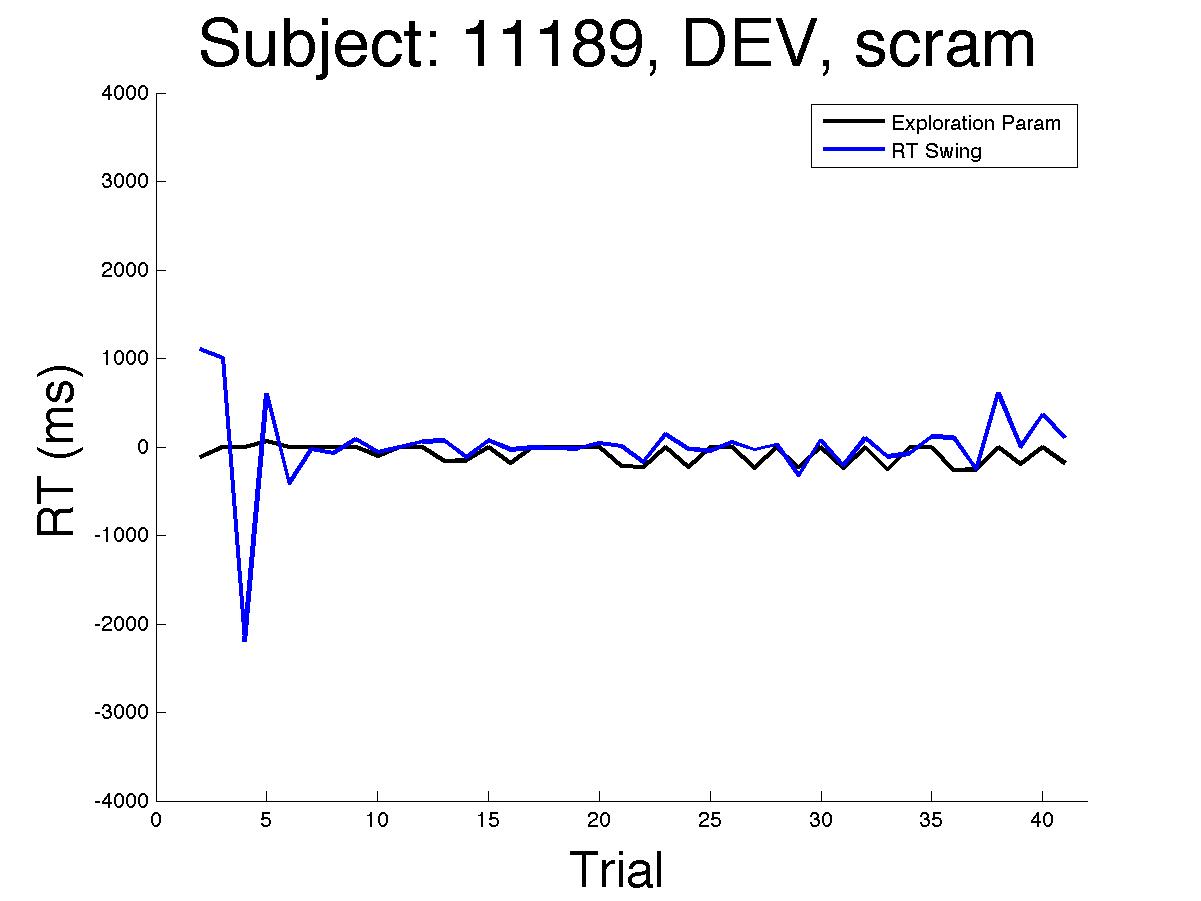 Subject: 11189, DEV, scram
4000
3000
2000
1000
0
-1000
-2000
-3000
-4000
RT (ms)
Exploration Param
RT Swing
0 5 10 15 20 25 30 35 40
Trial